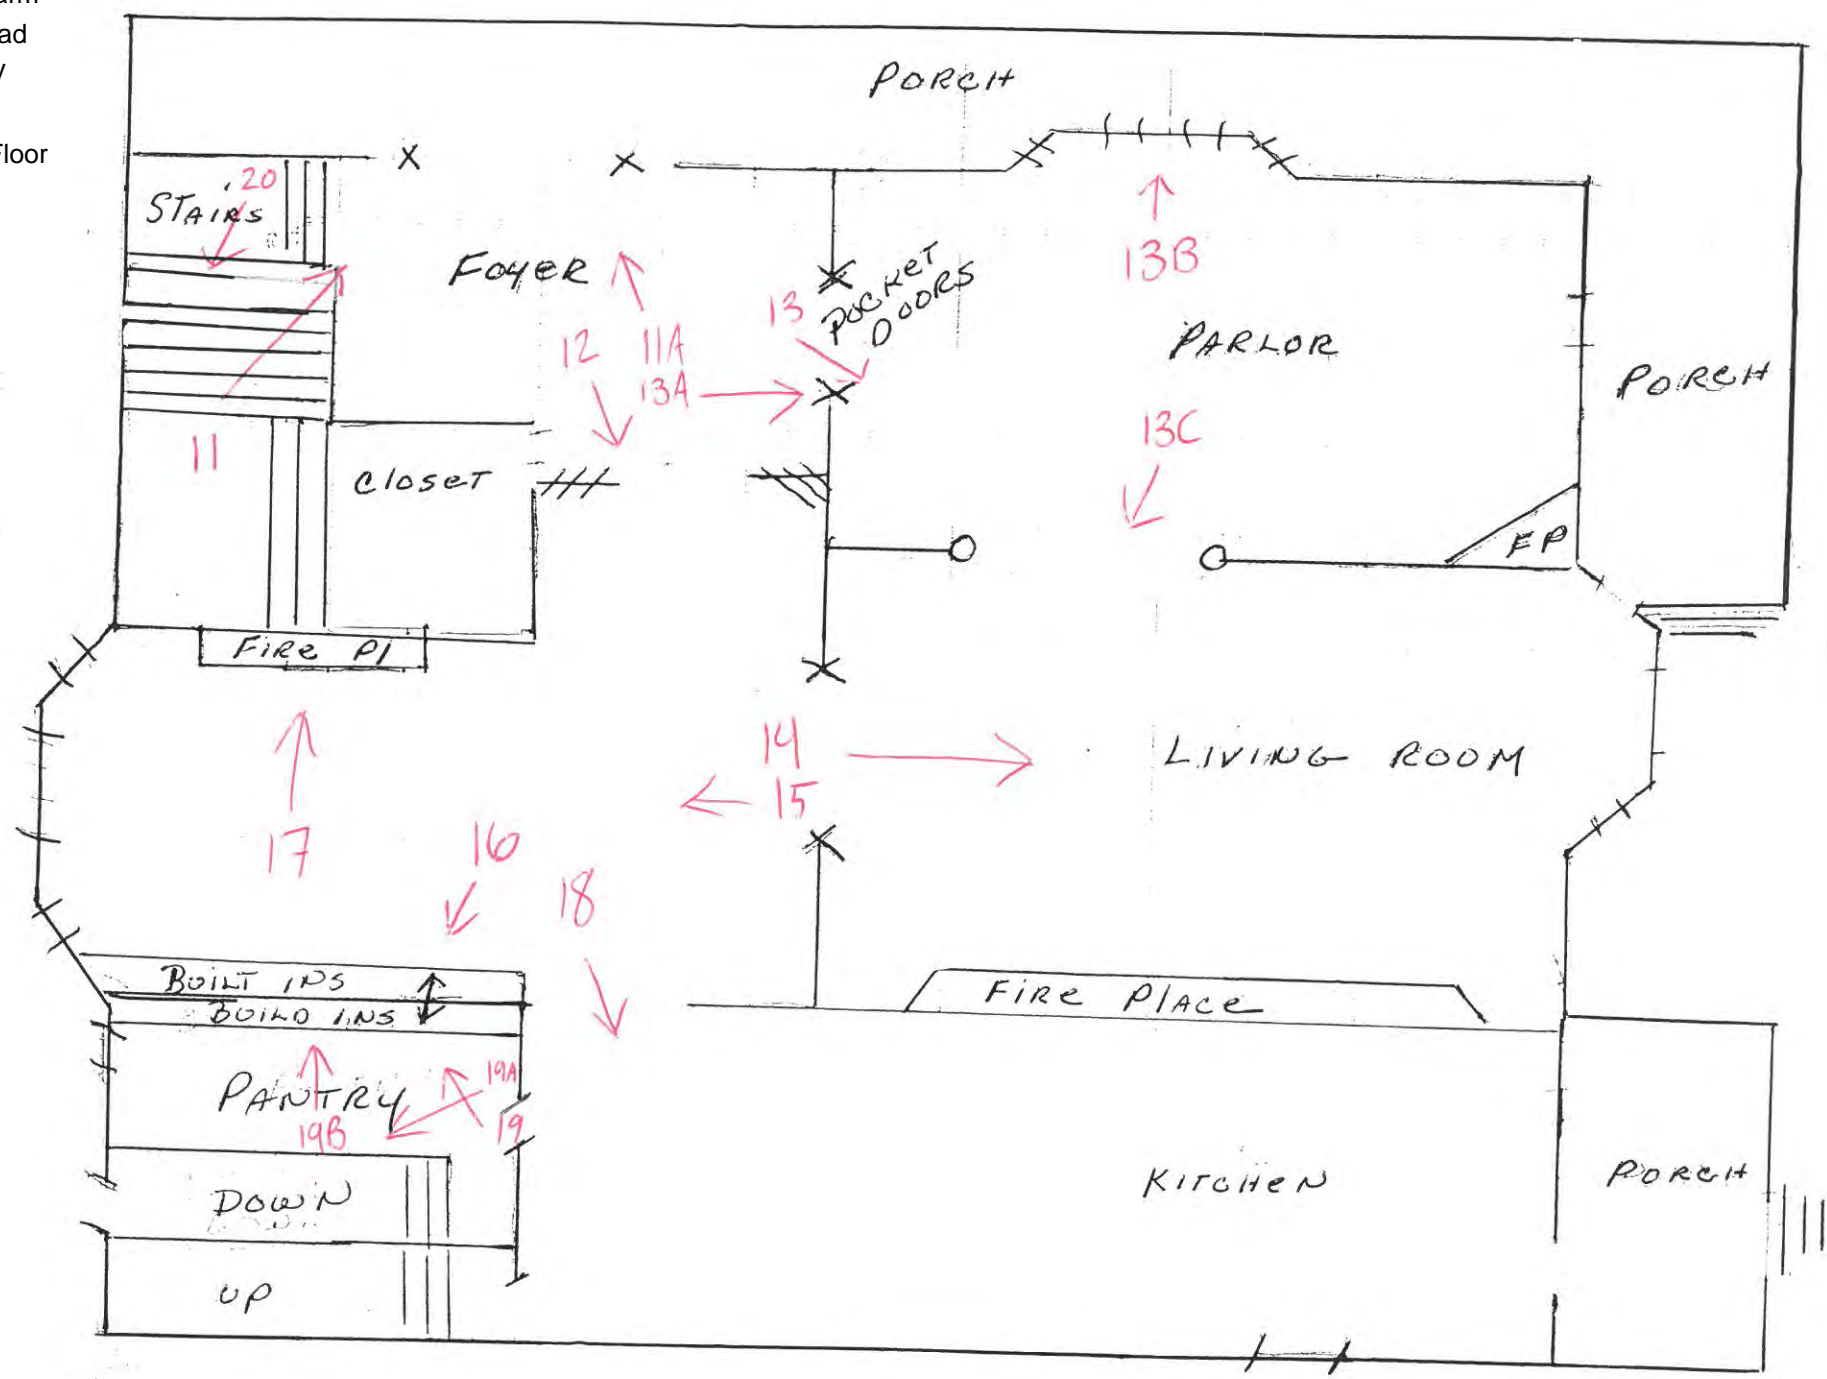 Floor
PORCH
.20
STAIRS
FOYER
13B
POCKET
DOORS
13
12
11A
13A
PARLOR
PORCH
11
CLOSET
13C
FP
FIRE Pl
14
15
LIVING ROOM
17
16
18
BUILT INS
BUILD INS
FIRE PLACE
PANTRY
19A
19B
19
DOWN
KITCHEN
PORCH
UP